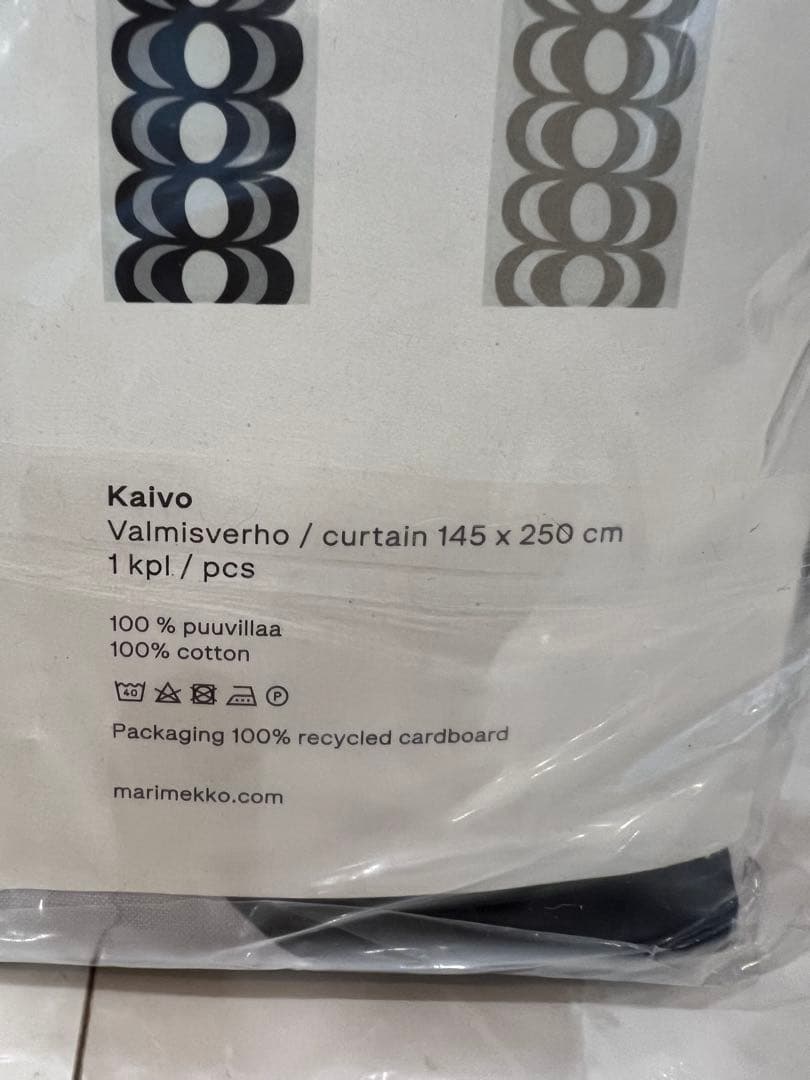 Kaivo
Valmisverho / curtain 145 x 250 cm
1 kpl / pcs
100 % puuvillaa
100% cotton
40
P
Packaging 100% recycled cardboard
marimekko.com